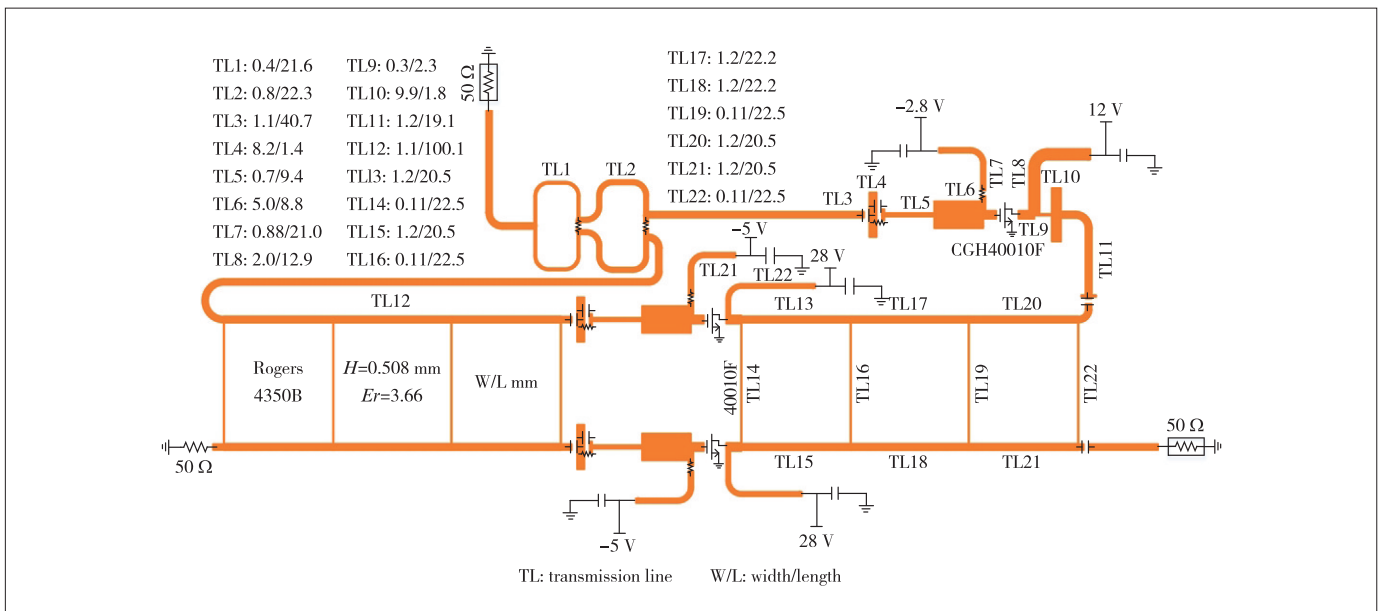 TL1: 0.4/21.6
TL2: 0.8/22.3
TL3: 1.1/40.7
TL4: 8.2/1.4
TL5: 0.7/9.4
TL6: 5.0/8.8
TL7: 0.88/21.0
TL8: 2.0/12.9
TL9: 0.3/2.3
TL10: 9.9/1.8
TL11: 1.2/19.1
TL12: 1.1/100.1
TL13: 1.2/20.5
TL14: 0.11/22.5
TL15: 1.2/20.5
TL16: 0.11/22.5
TL17: 1.2/22.2
TL18: 1.2/22.2
TL19: 0.11/22.5
TL20: 1.2/20.5
TL21: 1.2/20.5
TL22: 0.11/22.5
50 Ω
TL1
TL2
TL3
TL4
TL5
TL6
−2.8 V
TL7
TL8
12 V
TL10
TL9
CGH40010F
TL11
−5 V
TL21
TL22
28 V
TL12
TL13
TL17
TL20
Rogers
4350B
H=0.508 mm
Er=3.66
W/L mm
40010F
TL14
TL16
TL19
TL22
50 Ω
50 Ω
TL15
TL18
TL21
−5 V
28 V
TL: transmission line W/L: width/length